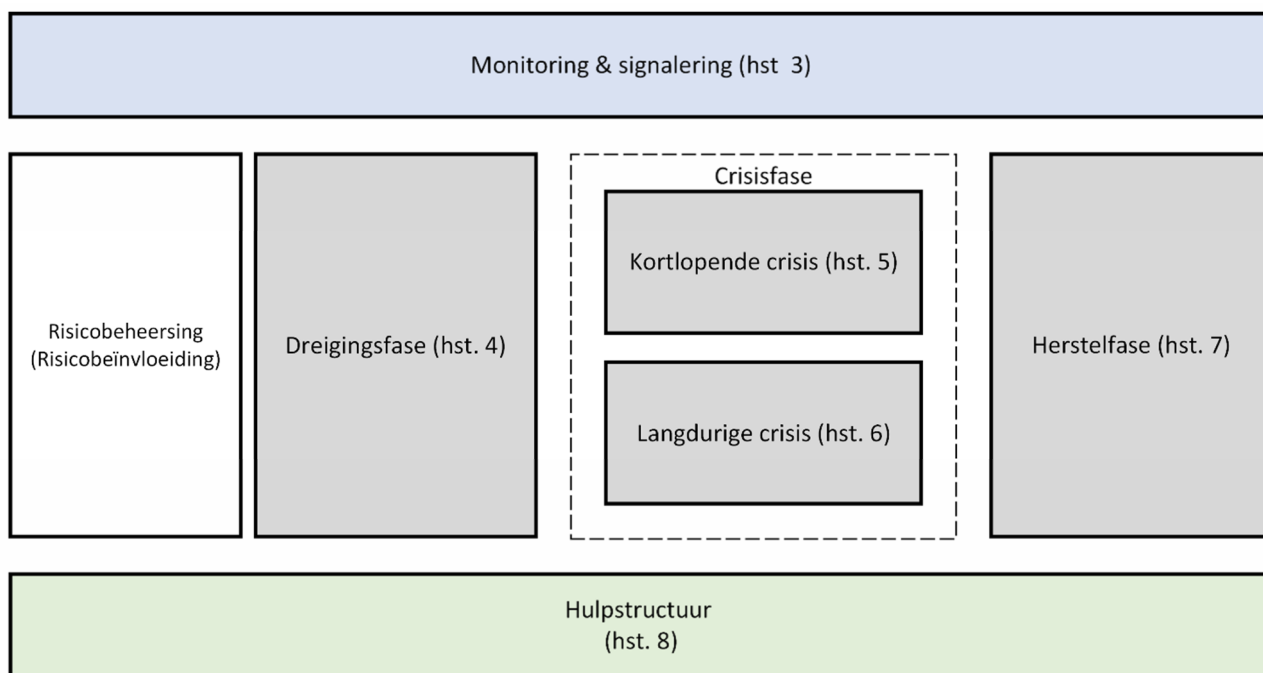 Monitoring & signalering (hst 3)
Risicobeheersing
(Risicobeïnvloeiding)
Dreigingsfase (hst. 4)
Crisisfase
Kortlopende crisis (hst. 5)
Langdurige crisis (hst. 6)
Herstelfase (hst. 7)
Hulpstructuur
(hst. 8)